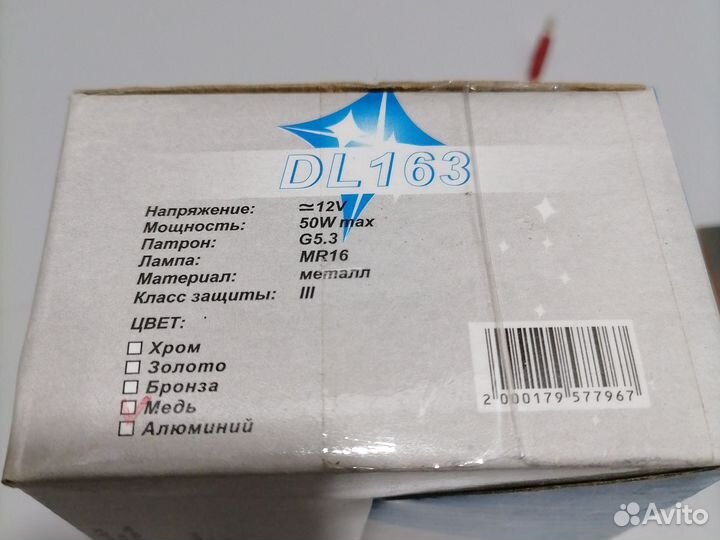 DL163
Напряжение: ≃12V
Мощность: 50W max
Патрон: G5.3
Лампа: MR16
Материал: металл
Класс защиты: III
ЦВЕТ:
Хром
Золото
Бронза
Медь
Алюминий
2 000179 577967
Avito